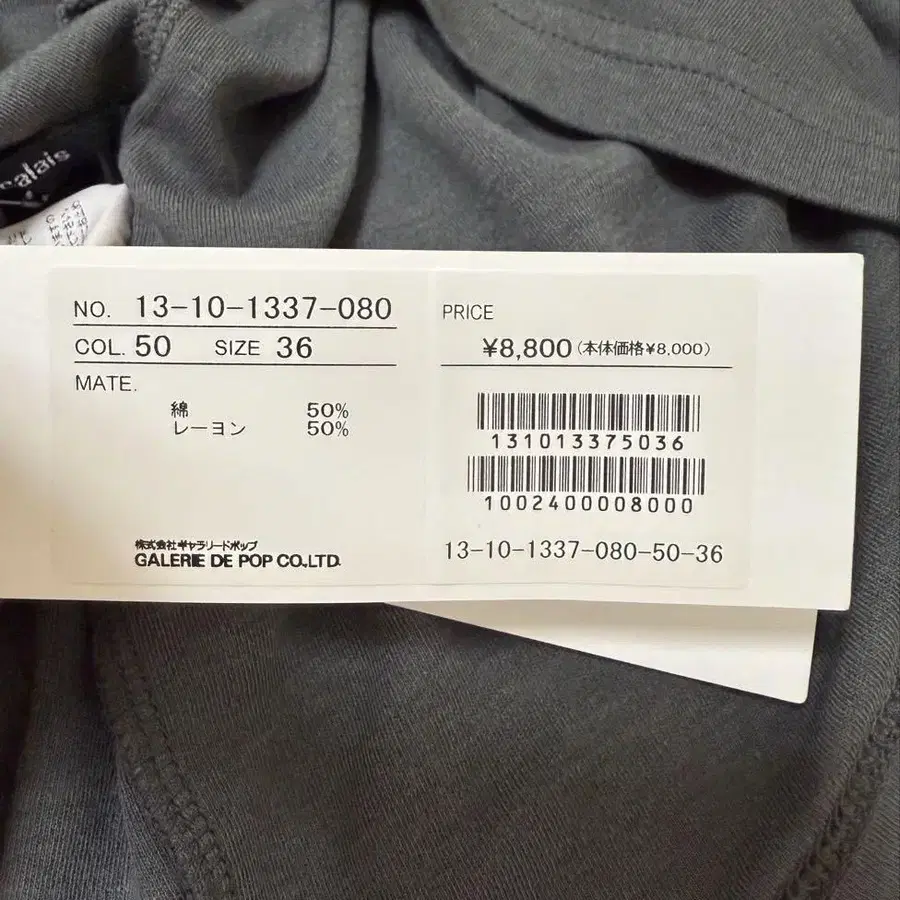 calais
NO. 13-10-1337-080
COL. 50 SIZE 36
MATE.
綿 50%
レーヨン 50%
株式会社ギャラリードポップ
GALERIE DE POP CO.,LTD.
PRICE
¥8,800(本体価格¥8,000)
131013375036
1002400008000
13-10-1337-080-50-36